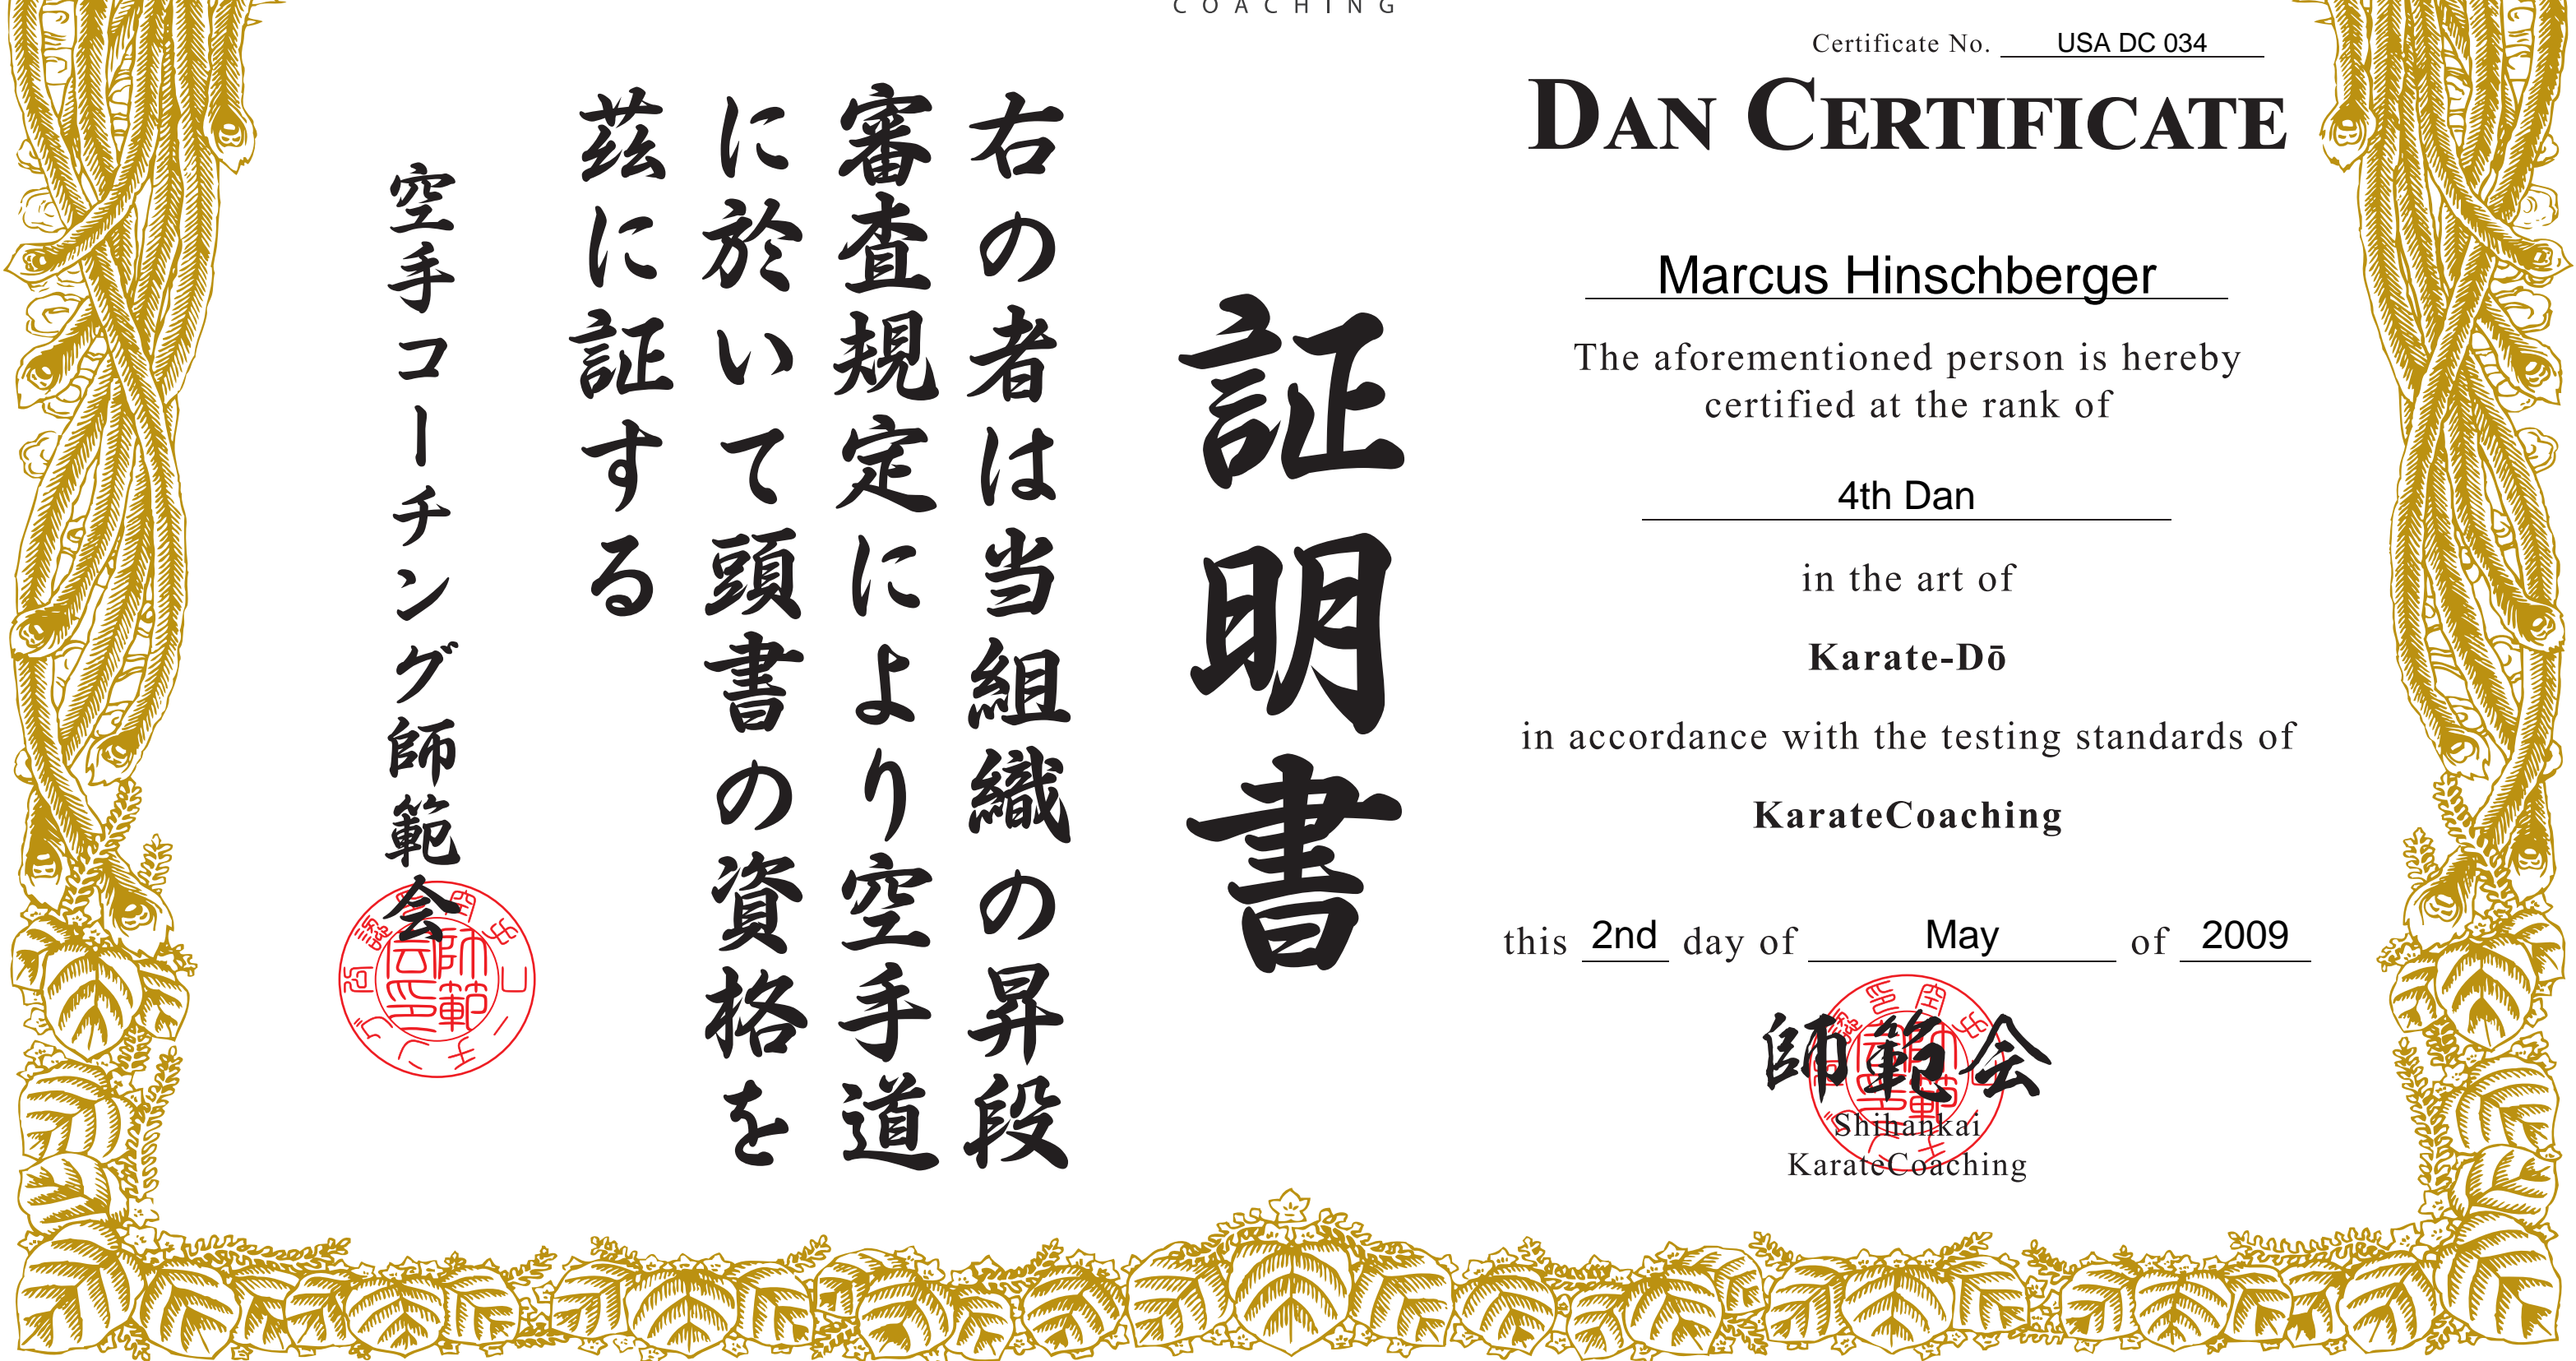 COACHING
Certificate No. USA DC 034
DAN CERTIFICATE
Marcus Hinschberger
The aforementioned person is hereby
certified at the rank of
4th Dan
in the art of
Karate-Dō
in accordance with the testing standards of
KarateCoaching
this 2nd day of May of 2009
師範会
Shihankai
KarateCoaching
証明書
右の者は当組織の昇段
審査規定により空手道
に於いて頭書の資格を
茲に証する
空手コーチング師範会